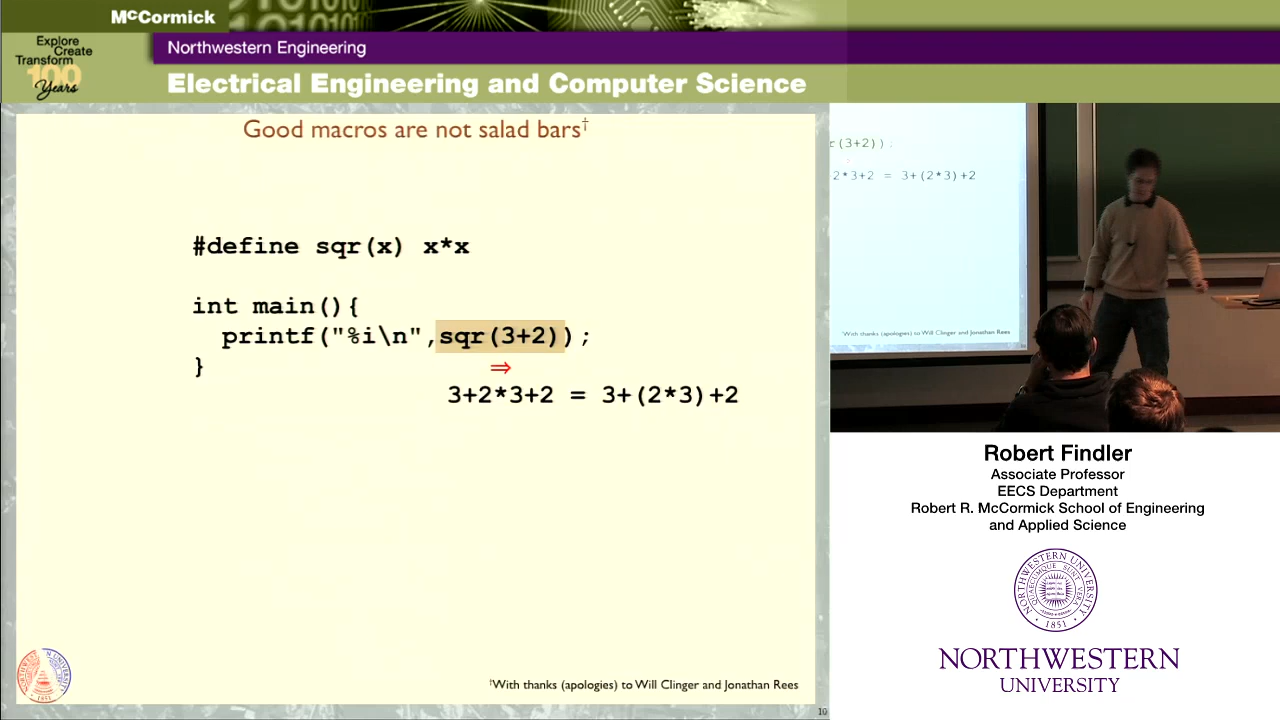 McCormick
Explore
Create
Transform
100
Years
Northwestern Engineering
Electrical Engineering and Computer Science
Good macros are not salad bars†
#define sqr(x) x*x
int main(){
printf("%i\n",sqr(3+2));
}
⇒
3+2*3+2 = 3+(2*3)+2
†With thanks (apologies) to Will Clinger and Jonathan Rees
10
r(3+2));
2*3+2 = 3+(2*3)+2
†With thanks (apologies) to Will Clinger and Jonathan Rees
Robert Findler
Associate Professor
EECS Department
Robert R. McCormick School of Engineering
and Applied Science
NORTHWESTERN
UNIVERSITY
1851
NORTHWESTERN
UNIVERSITY